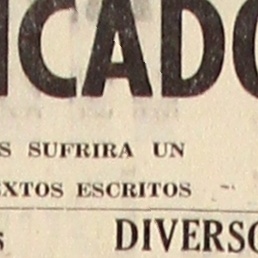 ICADO
S SUFRIRA UN
EXTOS ESCRITOS
S DIVERSO